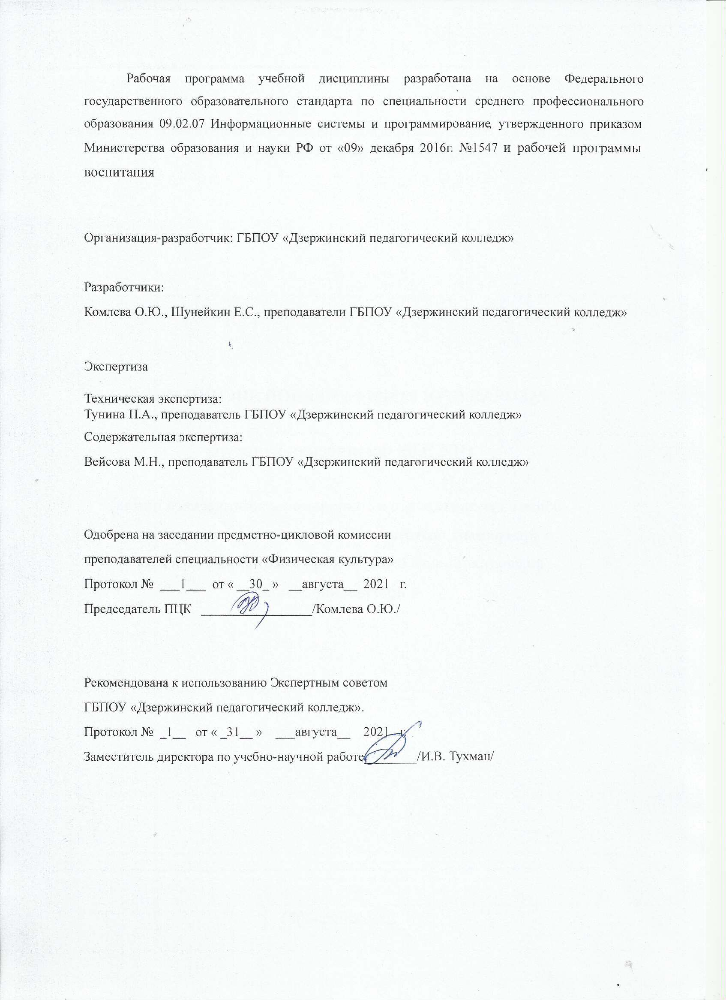 Рабочая программа учебной дисциплины разработана на основе Федерального
государственного образовательного стандарта по специальности среднего профессионального
образования 09.02.07 Информационные системы и программирование, утвержденного приказом
Министерства образования и науки РФ от «09» декабря 2016г. №1547 и рабочей программы
воспитания
Организация-разработчик: ГБПОУ «Дзержинский педагогический колледж»
Разработчики:
Комлева О.Ю., Шунейкин Е.С., преподаватели ГБПОУ «Дзержинский педагогический колледж»
Экспертиза
Техническая экспертиза:
Тунина Н.А., преподаватель ГБПОУ «Дзержинский педагогический колледж»
Содержательная экспертиза:
Вейсова М.Н., преподаватель ГБПОУ «Дзержинский педагогический колледж»
Одобрена на заседании предметно-цикловой комиссии
преподавателей специальности «Физическая культура»
Протокол № ___1___ от « __30_ » __августа__ 2021 г.
Председатель ПЦК _________________/Комлева О.Ю./
Рекомендована к использованию Экспертным советом
ГБПОУ «Дзержинский педагогический колледж».
Протокол № _1__ от « _31__ » ___августа__ 2021 г.
Заместитель директора по учебно-научной работе________/И.В. Тухман/